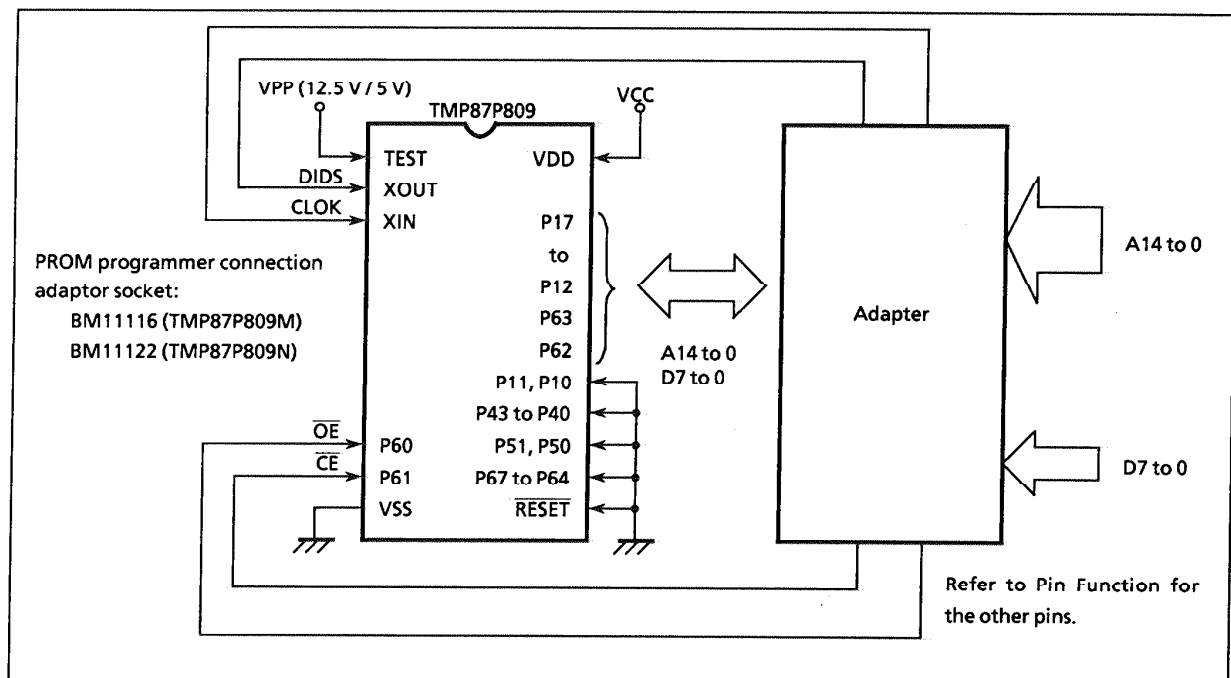 VPP (12.5 V / 5 V)
TMP87P809
VCC
TEST
VDD
DIDS
XOUT
CLOK
XIN
P17
to
P12
P63
P62
A14 to 0
D7 to 0
PROM programmer connection
adaptor socket:
BM11116 (TMP87P809M)
BM11122 (TMP87P809N)
Adapter
A14 to 0
P11, P10
P43 to P40
OE
P60
P51, P50
CE
P61
P67 to P64
VSS
RESET
D7 to 0
Refer to Pin Function for
the other pins.